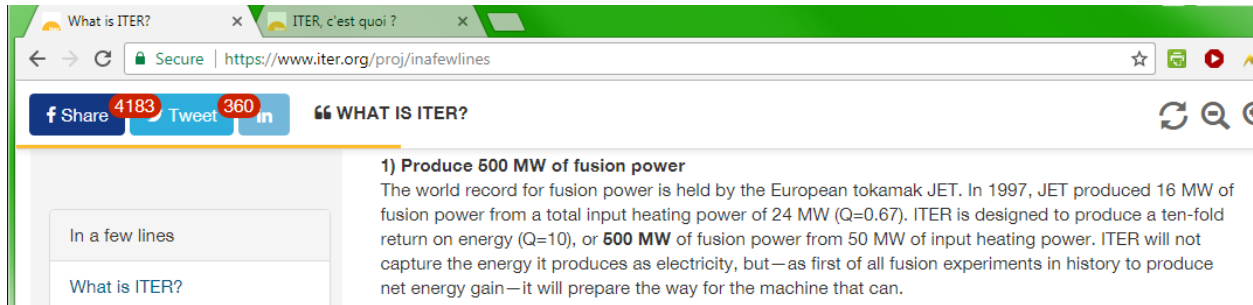 What is ITER?
ITER, c'est quoi ?
Secure | https://www.iter.org/proj/inafewlines
Share 4183 Tweet 360 in
WHAT IS ITER?
1) Produce 500 MW of fusion power
The world record for fusion power is held by the European tokamak JET. In 1997, JET produced 16 MW of
fusion power from a total input heating power of 24 MW (Q=0.67). ITER is designed to produce a ten-fold
return on energy (Q=10), or 500 MW of fusion power from 50 MW of input heating power. ITER will not
capture the energy it produces as electricity, but—as first of all fusion experiments in history to produce
net energy gain—it will prepare the way for the machine that can.
In a few lines
What is ITER?